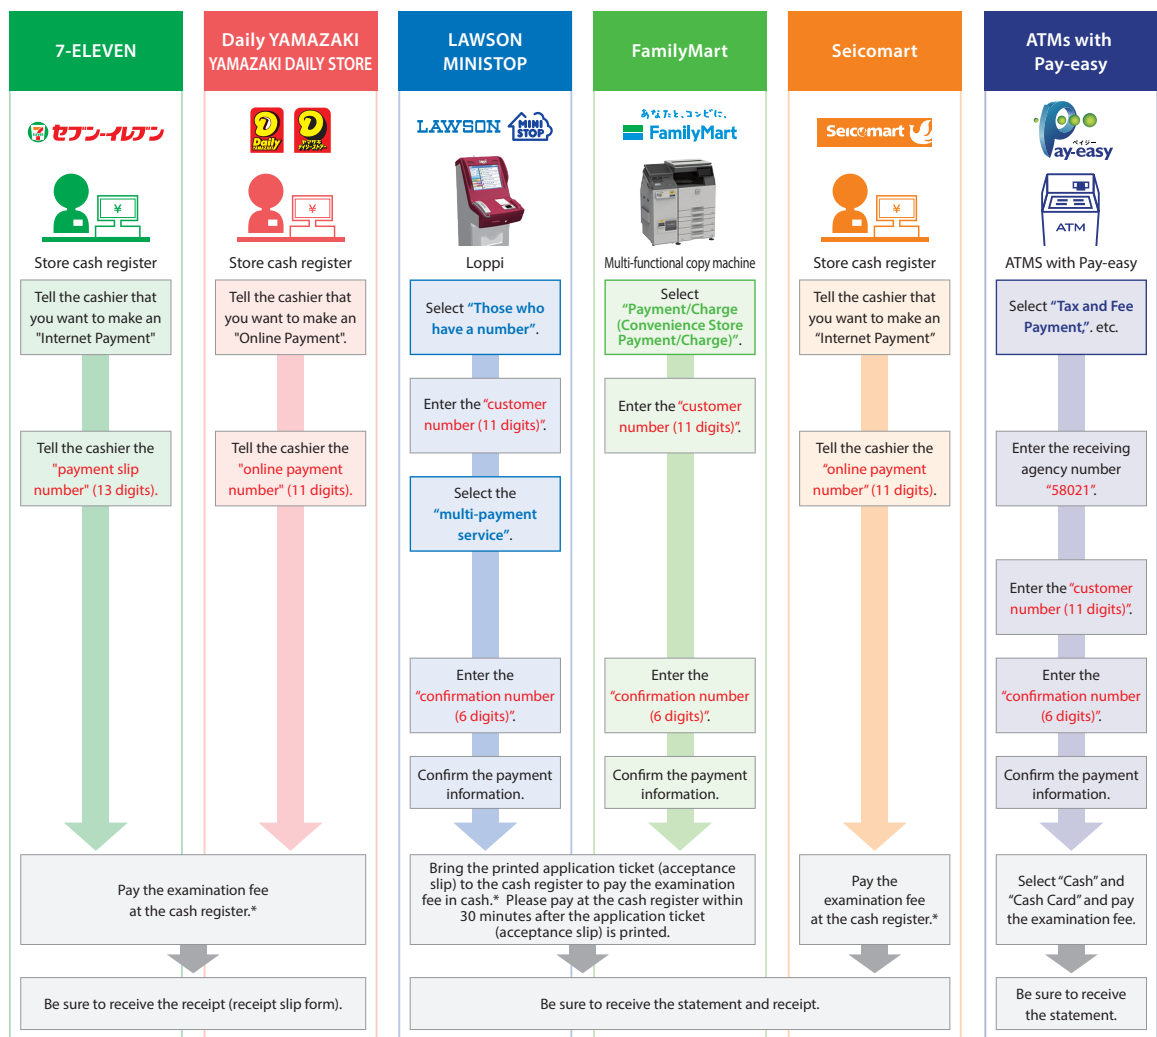 7-ELEVEN
Daily YAMAZAKI
YAMAZAKI DAILY STORE
LAWSON
MINISTOP
FamilyMart
Seicomart
ATMs with
Pay-easy
セブン-イレブン
Daily
YAMAZAKI
ヤマザキ
デイリーストアー
LAWSON
MINI
STOP
あなたと、コンビに、
FamilyMart
Seicomart
ペイジー
Pay-easy
¥
¥
¥
ATM
Store cash register
Store cash register
Loppi
Multi-functional copy machine
Store cash register
ATMS with Pay-easy
Tell the cashier that
you want to make an
"Internet Payment"
Tell the cashier the
"payment slip
number" (13 digits).
Tell the cashier that
you want to make an
"Online Payment".
Tell the cashier the
"online payment
number" (11 digits).
Select “Those who
have a number”.
Enter the “customer
number (11 digits)”.
Select the
“multi-payment
service”.
Enter the
“confirmation number
(6 digits)”.
Confirm the payment
information.
Select
“Payment/Charge
(Convenience Store
Payment/Charge)”.
Enter the “customer
number (11 digits)”.
Enter the
“confirmation number
(6 digits)”.
Confirm the payment
information.
Tell the cashier that
you want to make an
“Internet Payment”
Tell the cashier the
“online payment
number” (11 digits).
Select “Tax and Fee
Payment,”. etc.
Enter the receiving
agency number
“58021”.
Enter the “customer
number (11 digits)”.
Enter the
“confirmation number
(6 digits)”.
Confirm the payment
information.
Pay the examination fee
at the cash register.*
Bring the printed application ticket (acceptance
slip) to the cash register to pay the examination
fee in cash.* Please pay at the cash register within
30 minutes after the application ticket
(acceptance slip) is printed.
Pay the
examination fee
at the cash register.*
Select “Cash” and
“Cash Card” and pay
the examination fee.
Be sure to receive the receipt (receipt slip form).
Be sure to receive the statement and receipt.
Be sure to receive
the statement.